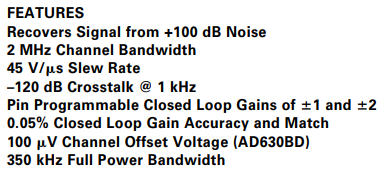 FEATURES
Recovers Signal from +100 dB Noise
2 MHz Channel Bandwidth
45 V/μs Slew Rate
–120 dB Crosstalk @ 1 kHz
Pin Programmable Closed Loop Gains of ±1 and ±2
0.05% Closed Loop Gain Accuracy and Match
100 μV Channel Offset Voltage (AD630BD)
350 kHz Full Power Bandwidth